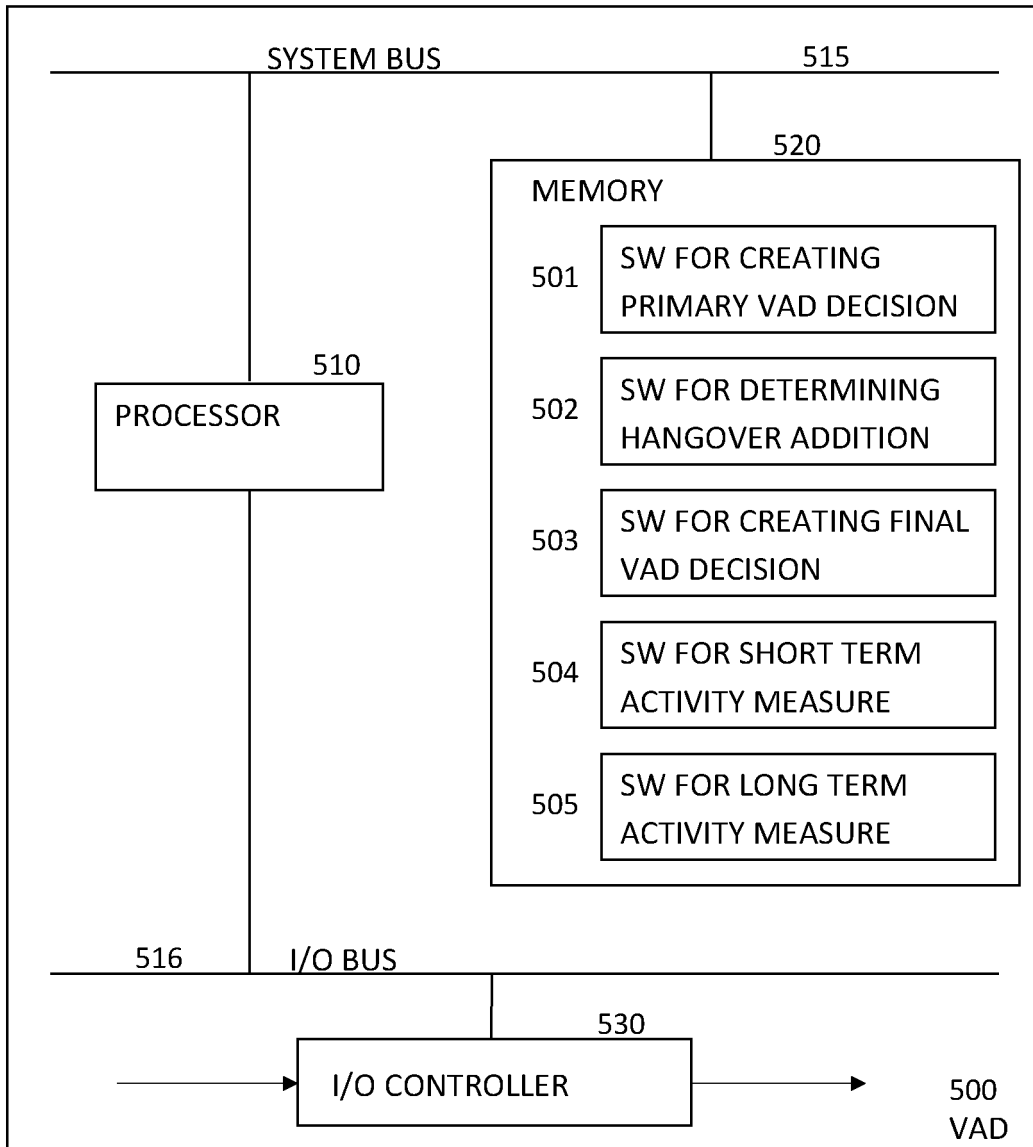 SYSTEM BUS
515
520
MEMORY
501
SW FOR CREATING
PRIMARY VAD DECISION
510
PROCESSOR
502
SW FOR DETERMINING
HANGOVER ADDITION
503
SW FOR CREATING FINAL
VAD DECISION
504
SW FOR SHORT TERM
ACTIVITY MEASURE
505
SW FOR LONG TERM
ACTIVITY MEASURE
516
I/O BUS
530
I/O CONTROLLER
500
VAD